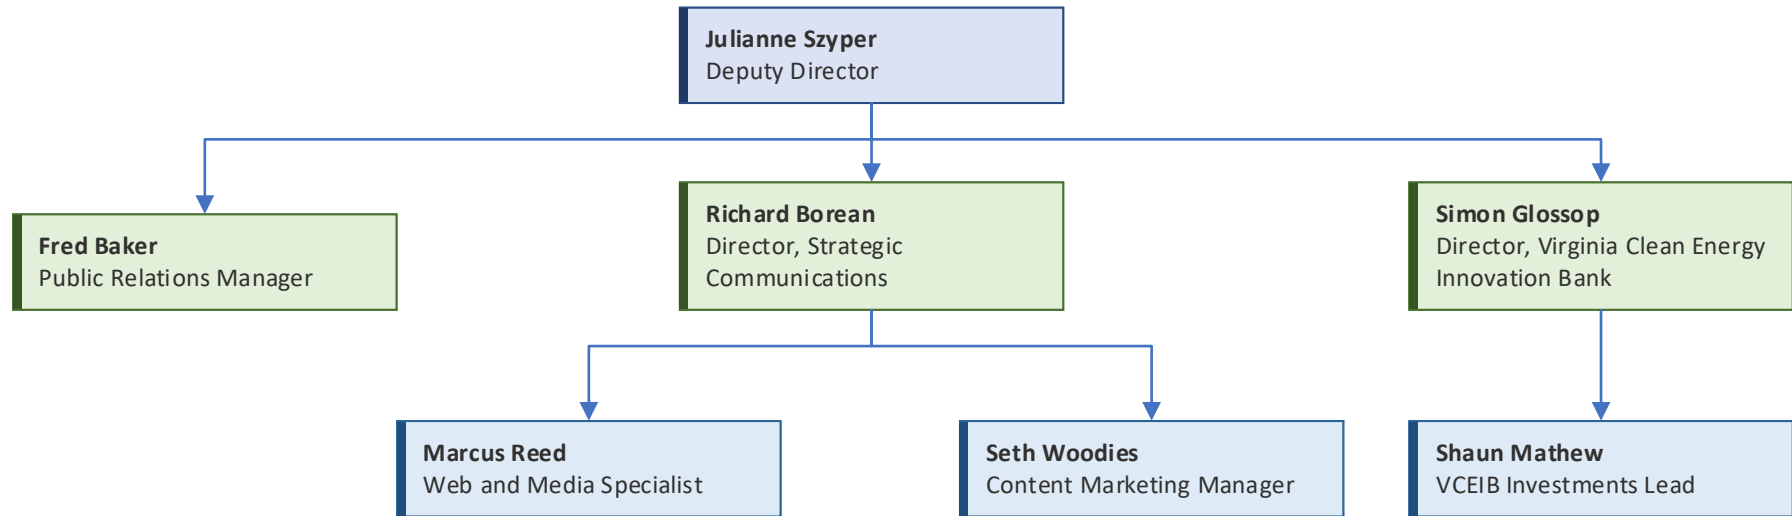 Julianne Szyper
Deputy Director
Fred Baker
Public Relations Manager
Richard Borean
Director, Strategic
Communications
Simon Glossop
Director, Virginia Clean Energy
Innovation Bank
Marcus Reed
Web and Media Specialist
Seth Woodies
Content Marketing Manager
Shaun Mathew
VCEIB Investments Lead